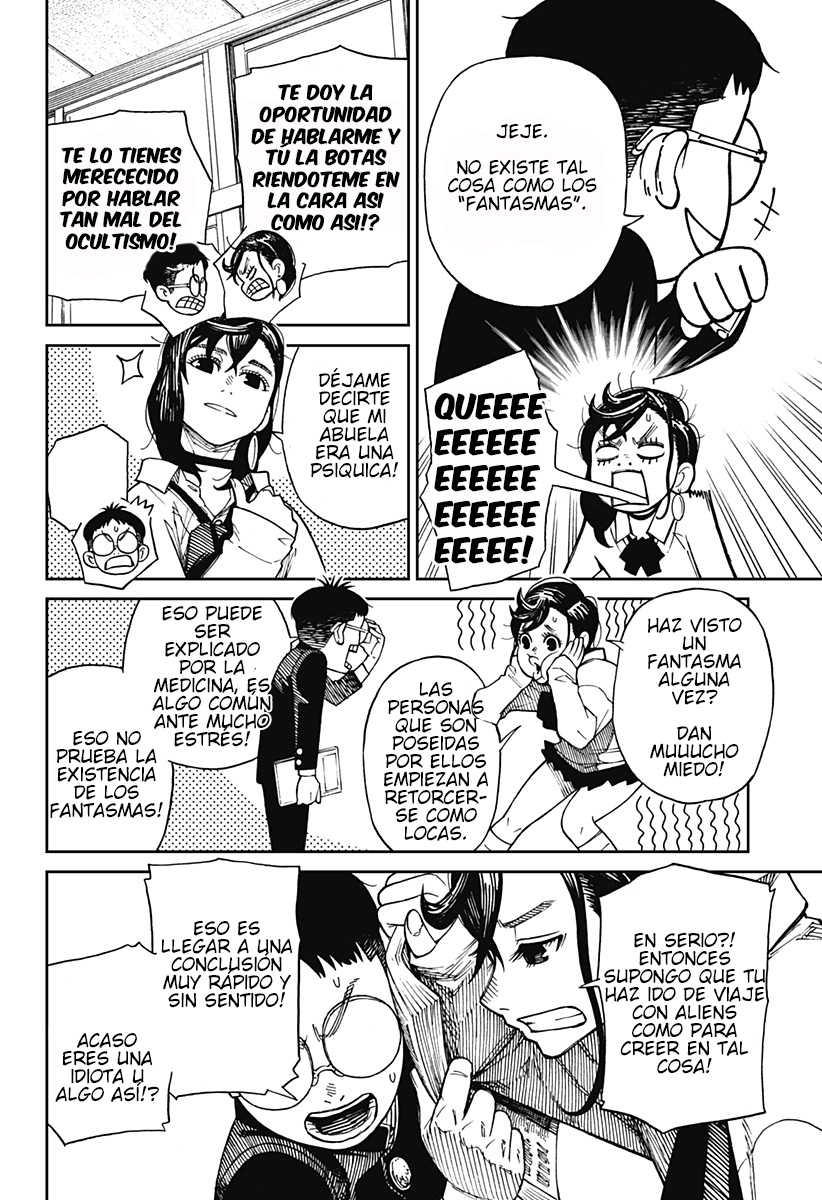 JEJE.
NO EXISTE TAL
COSA COMO LOS
"FANTASMAS".
QUEEEE
EEEEEE
EEEEEE
EEEEEE
EEEEE!
TE DOY LA
OPORTUNIDAD
DE HABLARME Y
TÚ LA BOTAS
RIENDOTEME EN
LA CARA ASI
COMO ASI!?
TE LO TIENES
MERECECIDO
POR HABLAR
TAN MAL DEL
OCULTISMO!
DÉJAME
DECIRTE
QUE MI
ABUELA
ERA UNA
PSIQUICA!
HAZ VISTO
UN
FANTASMA
ALGUNA
VEZ?
DAN
MUUUCHO
MIEDO!
LAS
PERSONAS
QUE SON
POSEIDAS
POR ELLOS
EMPIEZAN A
RETORCER-
SE COMO
LOCAS.
ESO PUEDE
SER
EXPLICADO
POR LA
MEDICINA, ES
ALGO COMÚN
ANTE MUCHO
ESTRÉS!
ESO NO
PRUEBA LA
EXISTENCIA
DE LOS
FANTASMAS!
EN SERIO?!
ENTONCES
SUPONGO QUE TU
HAZ IDO DE VIAJE
CON ALIENS
COMO PARA
CREER EN TAL
COSA!
ESO ES
LLEGAR A UNA
CONCLUSIÓN
MUY RÁPIDO Y
SIN SENTIDO!
ACASO
ERES UNA
IDIOTA U
ALGO ASÍ!?